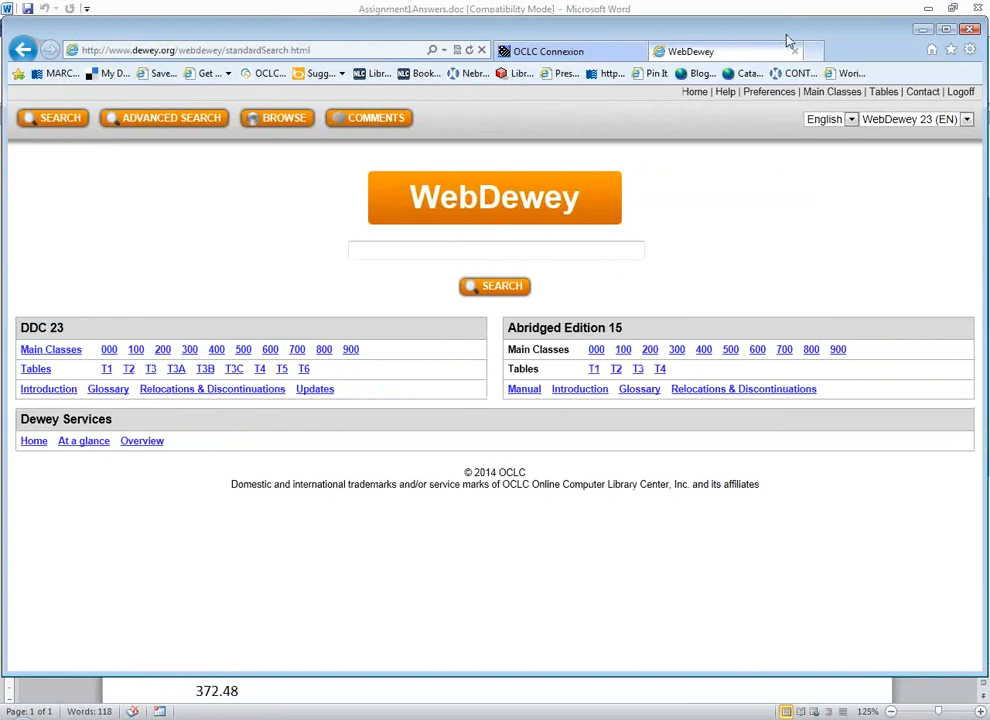 Assignment1Answers.doc [Compatibility Mode] - Microsoft Word
http://www.dewey.org/webdewey/standardSearch.html
OCLC Connexion
WebDewey
MARC... My D... Save... Get ... OCLC... Sugg... NLC Libr... NLC Book... Nebr... Libr... Pres... http... Pin It Blog... Cata... CONT... Wori...
Home | Help | Preferences | Main Classes | Tables | Contact | Logoff
SEARCH ADVANCED SEARCH BROWSE COMMENTS English WebDewey 23 (EN)
WebDewey
SEARCH
DDC 23
Main Classes 000 100 200 300 400 500 600 700 800 900
Tables T1 T2 T3 T3A T3B T3C T4 T5 T6
Introduction Glossary Relocations & Discontinuations Updates
Abridged Edition 15
Main Classes 000 100 200 300 400 500 600 700 800 900
Tables T1 T2 T3 T4
Manual Introduction Glossary Relocations & Discontinuations
Dewey Services
Home At a glance Overview
© 2014 OCLC
Domestic and international trademarks and/or service marks of OCLC Online Computer Library Center, Inc. and its affiliates
372.48
Page: 1 of 1 Words: 118 125%